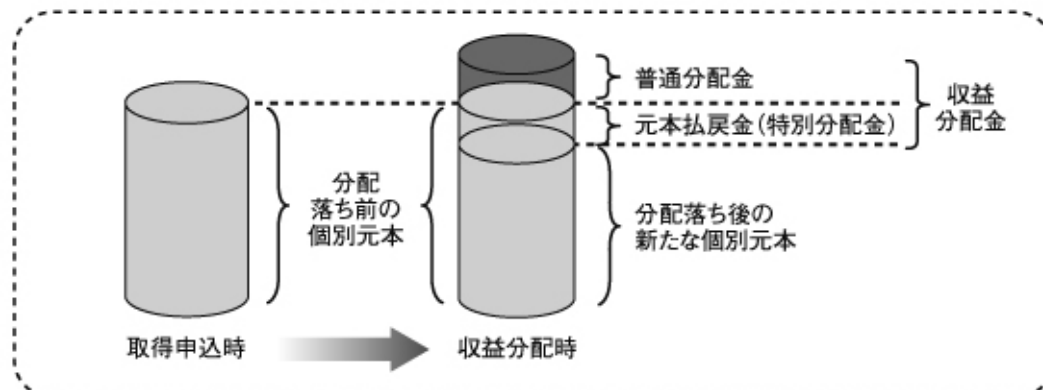 普通分配金
収益
分配金
元本払戻金(特別分配金)
分配
落ち前の
個別元本
分配落ち後の
新たな個別元本
取得申込時
収益分配時